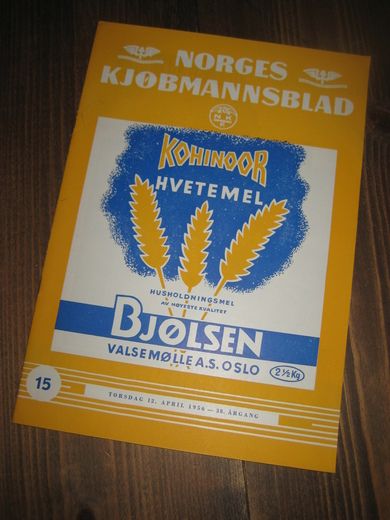 NORGES
KJØBMANNSBLAD
N K
KOHINOOR
HVETEMEL
HUSHOLDNINGSMEL
AV HØYESTE KVALITET
BJØLSEN
VALSEMØLLE A.S. OSLO
2½ Kg
15
TORSDAG 12. APRIL 1956 — 38. ÅRGANG